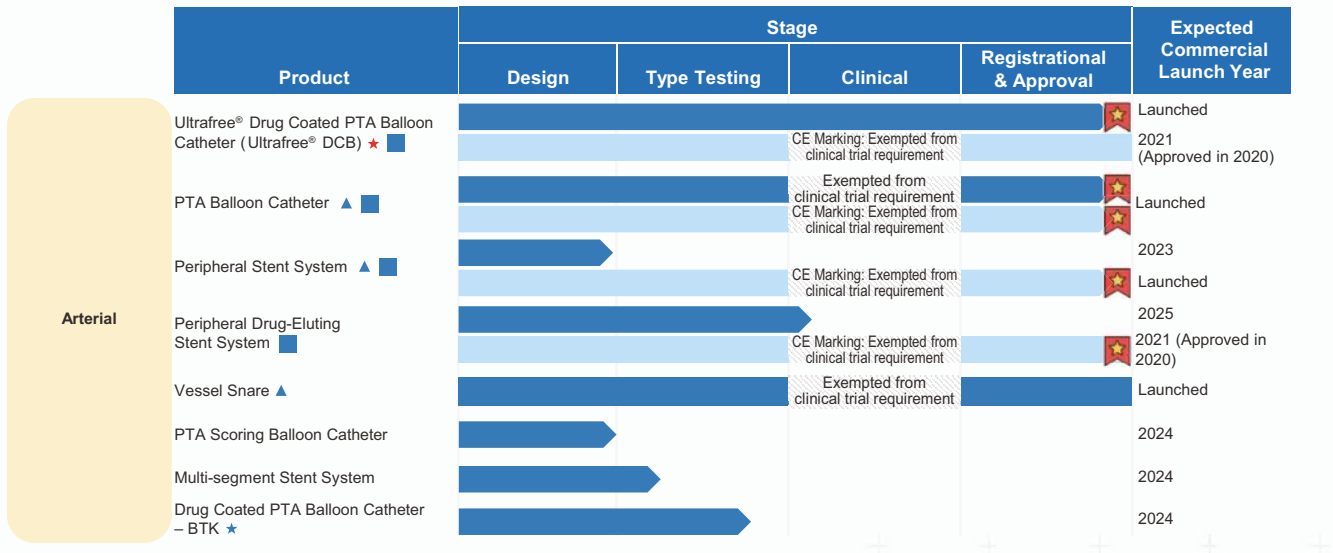 Stage
Expected
Commercial
Launch Year
Product
Design
Type Testing
Clinical
Registrational
& Approval
Arterial
Ultrafree® Drug Coated PTA Balloon
Catheter (Ultrafree® DCB)
Launched
CE Marking: Exempted from
clinical trial requirement
2021
(Approved in 2020)
PTA Balloon Catheter
Exempted from
clinical trial requirement
CE Marking: Exempted from
clinical trial requirement
Launched
Peripheral Stent System
2023
CE Marking: Exempted from
clinical trial requirement
Launched
Peripheral Drug-Eluting
Stent System
2025
CE Marking: Exempted from
clinical trial requirement
2021 (Approved in
2020)
Vessel Snare
Exempted from
clinical trial requirement
Launched
PTA Scoring Balloon Catheter
2024
Multi-segment Stent System
2024
Drug Coated PTA Balloon Catheter
– BTK
2024